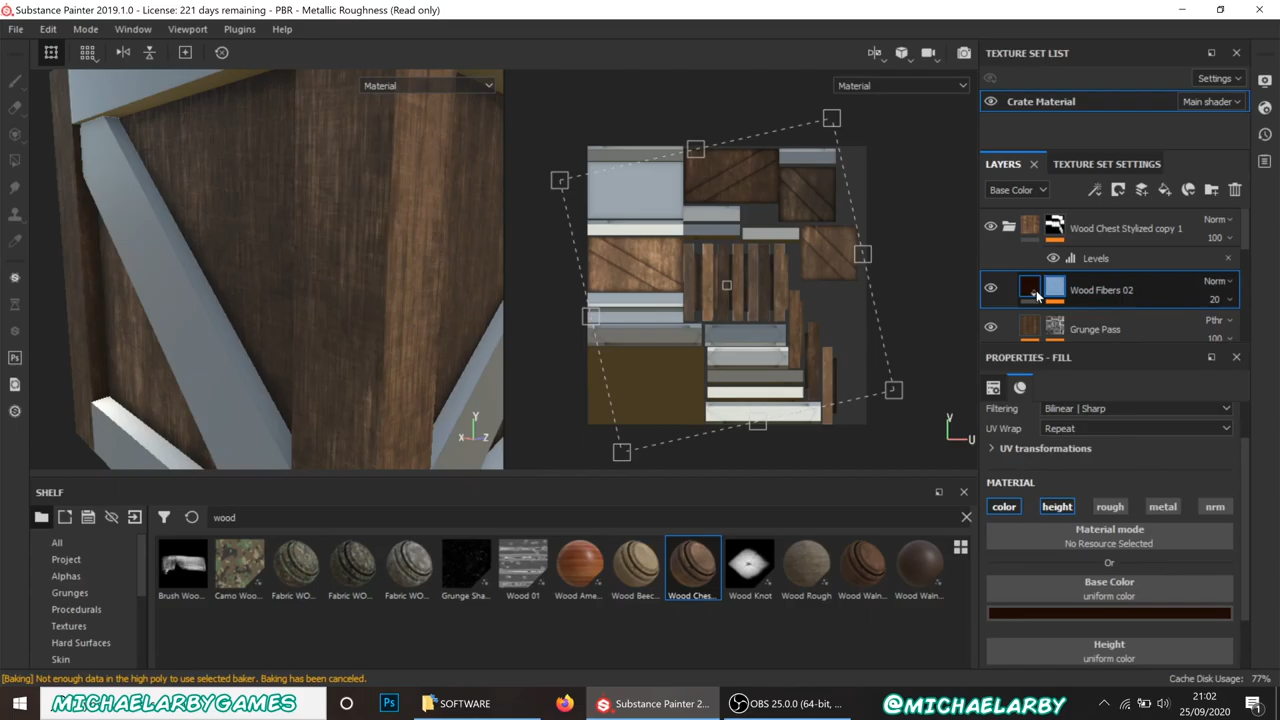 Substance Painter 2019.1.0 - License: 221 days remaining - PBR - Metallic Roughness (Read only)
File Edit Mode Window Viewport Plugins Help
TEXTURE SET LIST
Settings
Material
Material
Crate Material
Main shader
LAYERS
TEXTURE SET SETTINGS
Base Color
Wood Chest Stylized copy 1
Norm
100
Levels
Wood Fibers 02
Norm
20
Grunge Pass
Pthr
100
PROPERTIES - FILL
Filtering
Bilinear | Sharp
UV Wrap
Repeat
UV transformations
MATERIAL
color height rough metal nrm
Material mode
No Resource Selected
Or
Base Color
uniform color
Height
uniform color
Y
X
Z
V
U
SHELF
wood
All
Project
Alphas
Grunges
Procedurals
Textures
Hard Surfaces
Skin
Brush Woo...
Camo Woo...
Fabric WO...
Fabric WO...
Fabric WO...
Grunge Sha...
Wood 01
Wood Ame...
Wood Beec...
Wood Ches...
Wood Knot
Wood Rough
Wood Waln...
Wood Waln...
[Baking] Not enough data in the high poly to use selected baker. Baking has been canceled.
Cache Disk Usage: 77%
MICHAELARBYGAMES
Ps
SOFTWARE
Substance Painter 2...
OBS 25.0.0 (64-bit, ...
@MICHAELARBY
21:02
25/09/2020